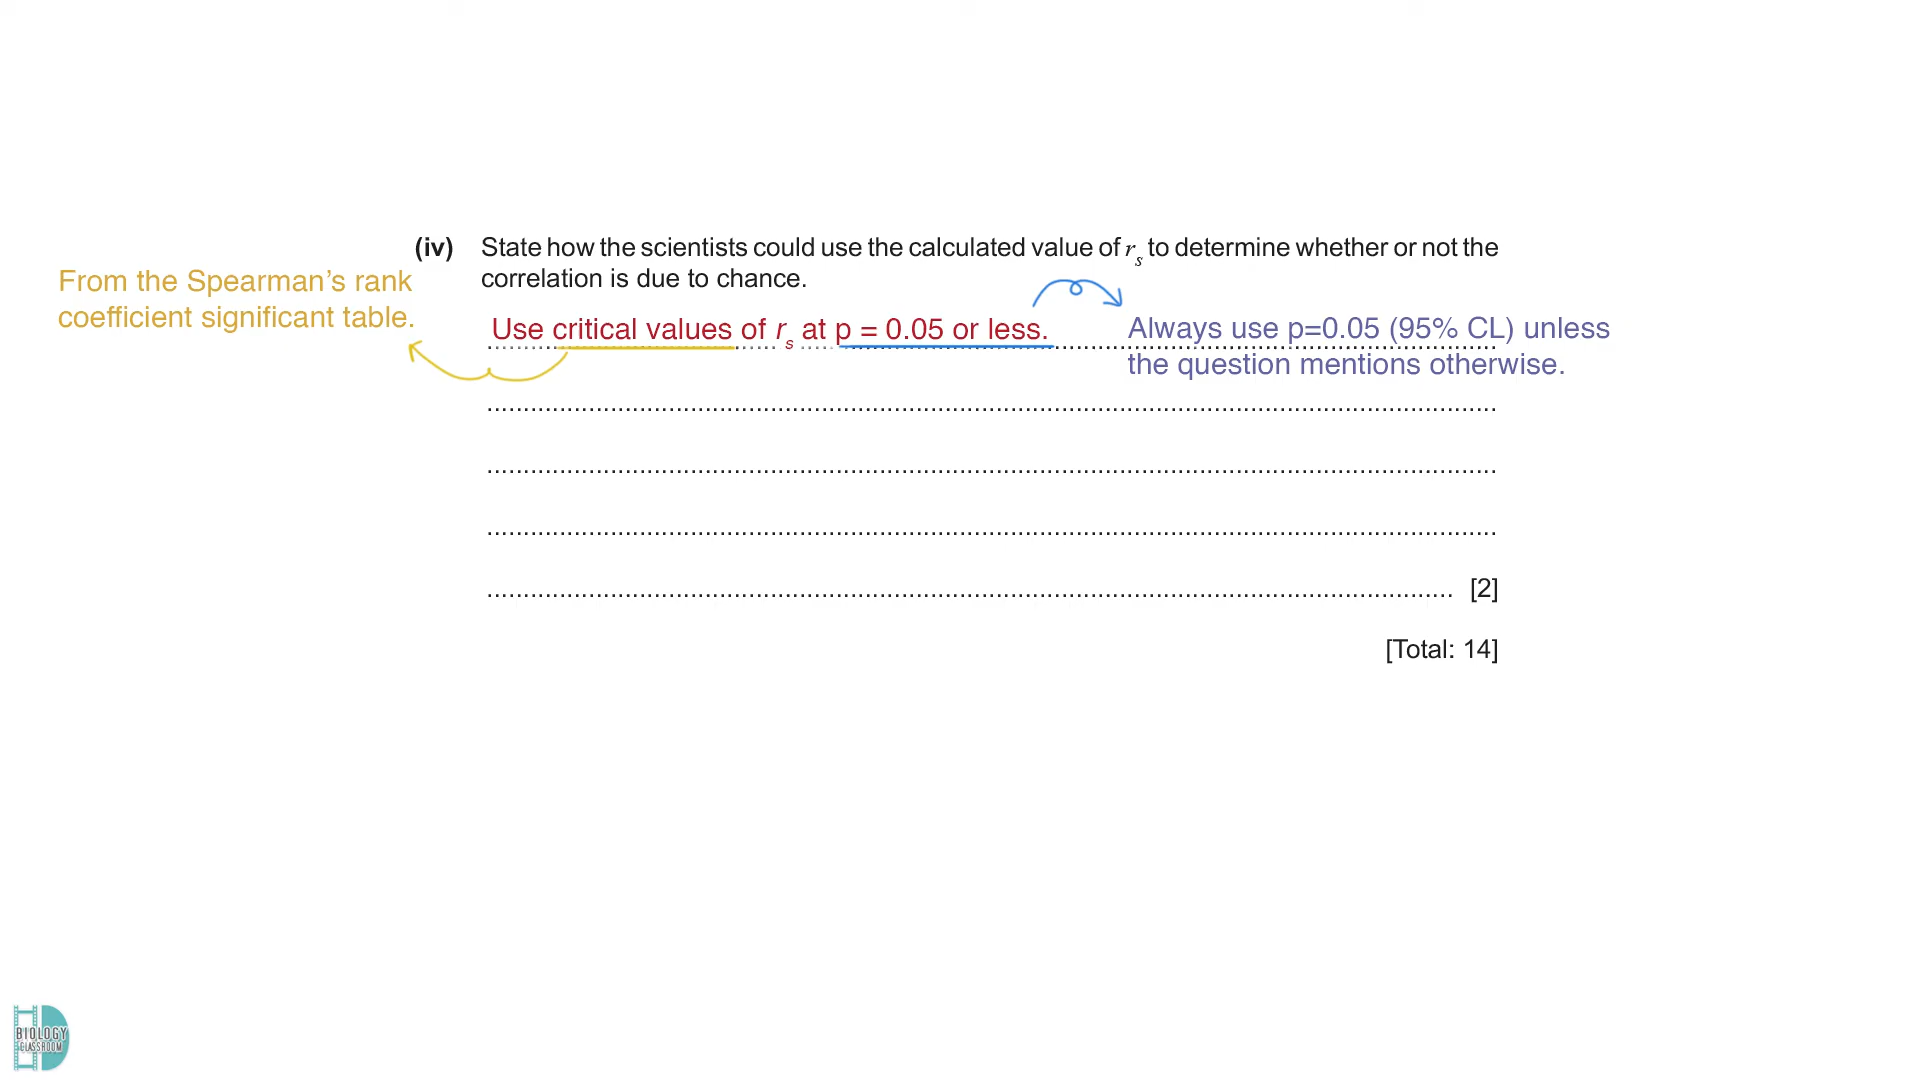 (iv) State how the scientists could use the calculated value of rs to determine whether or not the
correlation is due to chance.
From the Spearman’s rank
coefficient significant table.
Use critical values of rs at p = 0.05 or less.
Always use p=0.05 (95% CL) unless
the question mentions otherwise.
[2]
[Total: 14]
BIOLOGY
CLASSROOM